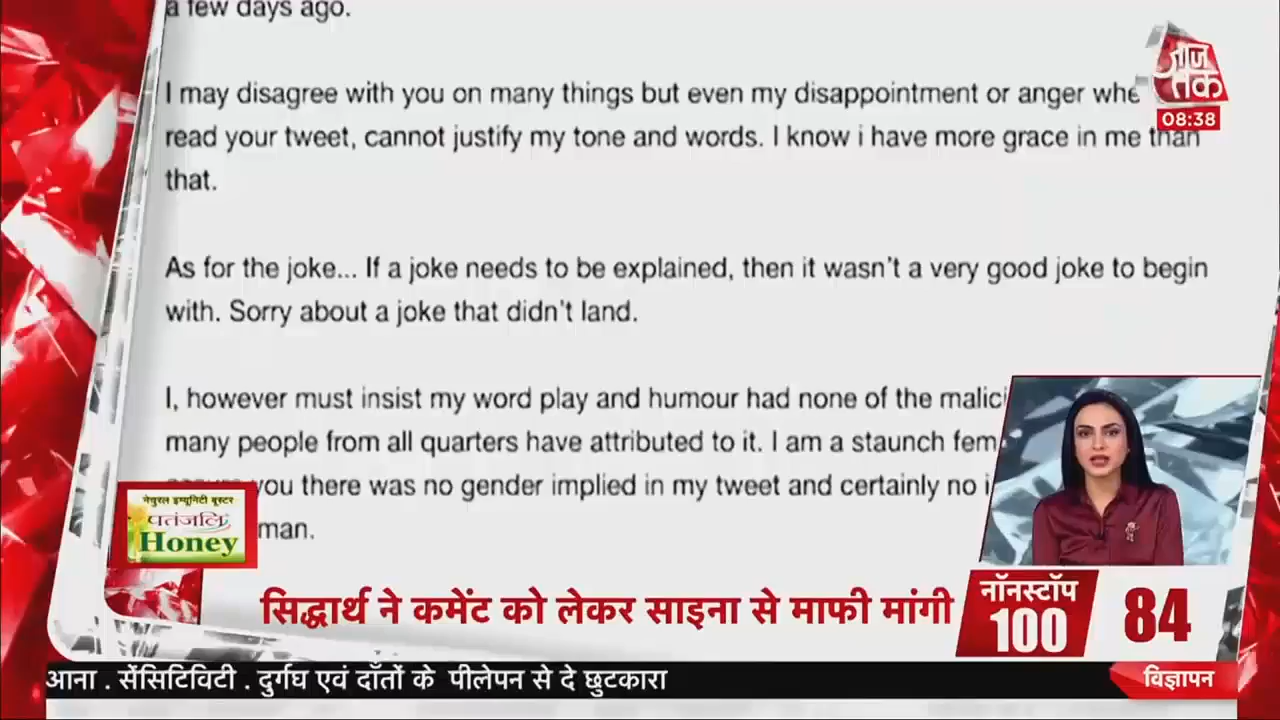 a few days ago.
I may disagree with you on many things but even my disappointment or anger
read your tweet, cannot justify my tone and words. I know i have more grace in me than
that.
As for the joke... If a joke needs to be explained, then it wasn't a very good joke to begin
with. Sorry about a joke that didn't land.
I, however must insist my word play and humour had none of the
many people from all quarters have attributed to it. I am a staunch
you there was no gender implied in my tweet and certainly no
man.
आज
तक
08:38
नेचुरल इम्यूनिटी बूस्टर
पतंजलि
Honey
सिद्धार्थ ने कमेंट को लेकर साइना से माफी मांगी
नॉनस्टॉप
100
84
आना . सेंसिटिविटी . दुर्गंध एवं दाँतों के पीलेपन से दे छुटकारा
विज्ञापन